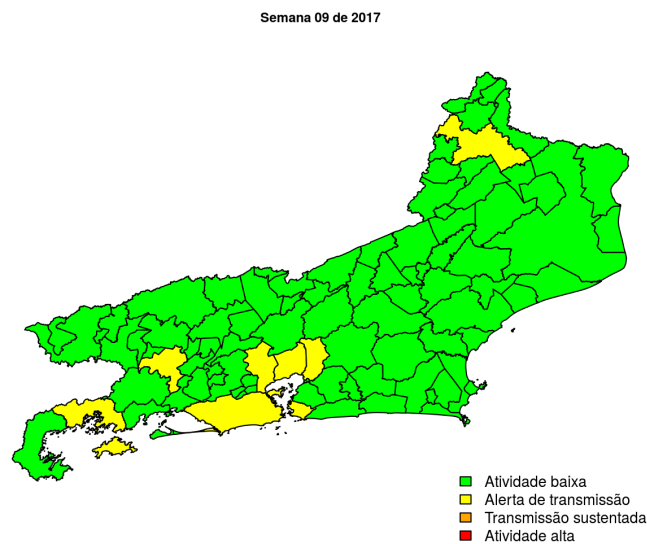 Semana 09 de 2017
Atividade baixa
Alerta de transmissão
Transmissão sustentada
Atividade alta